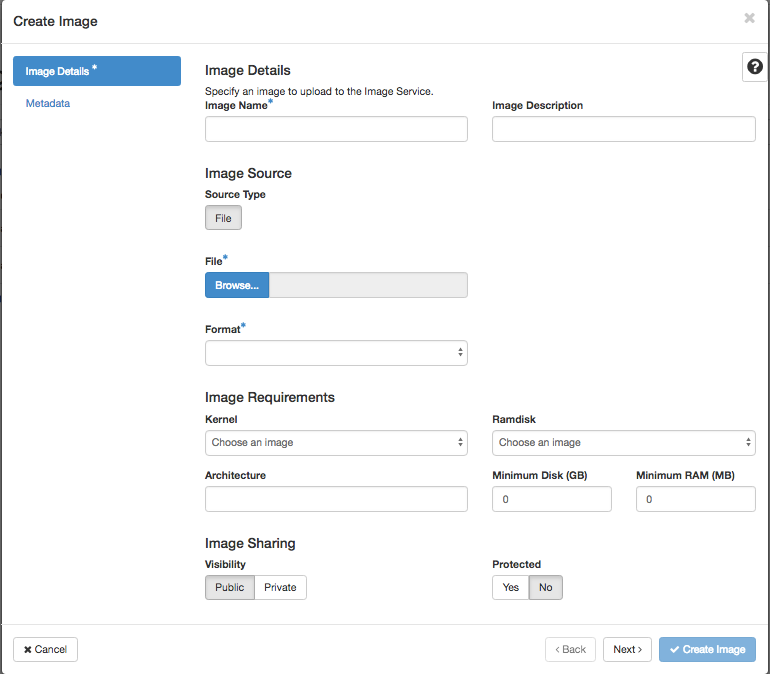 Create Image
Image Details *
Metadata
Image Details
Specify an image to upload to the Image Service.
Image Name* Image Description
Image Source
Source Type
File
File*
Browse...
Format*
Image Requirements
Kernel Ramdisk
Choose an image Choose an image
Architecture Minimum Disk (GB) Minimum RAM (MB)
0 0
Image Sharing
Visibility Protected
Public Private Yes No
Cancel Back Next Create Image